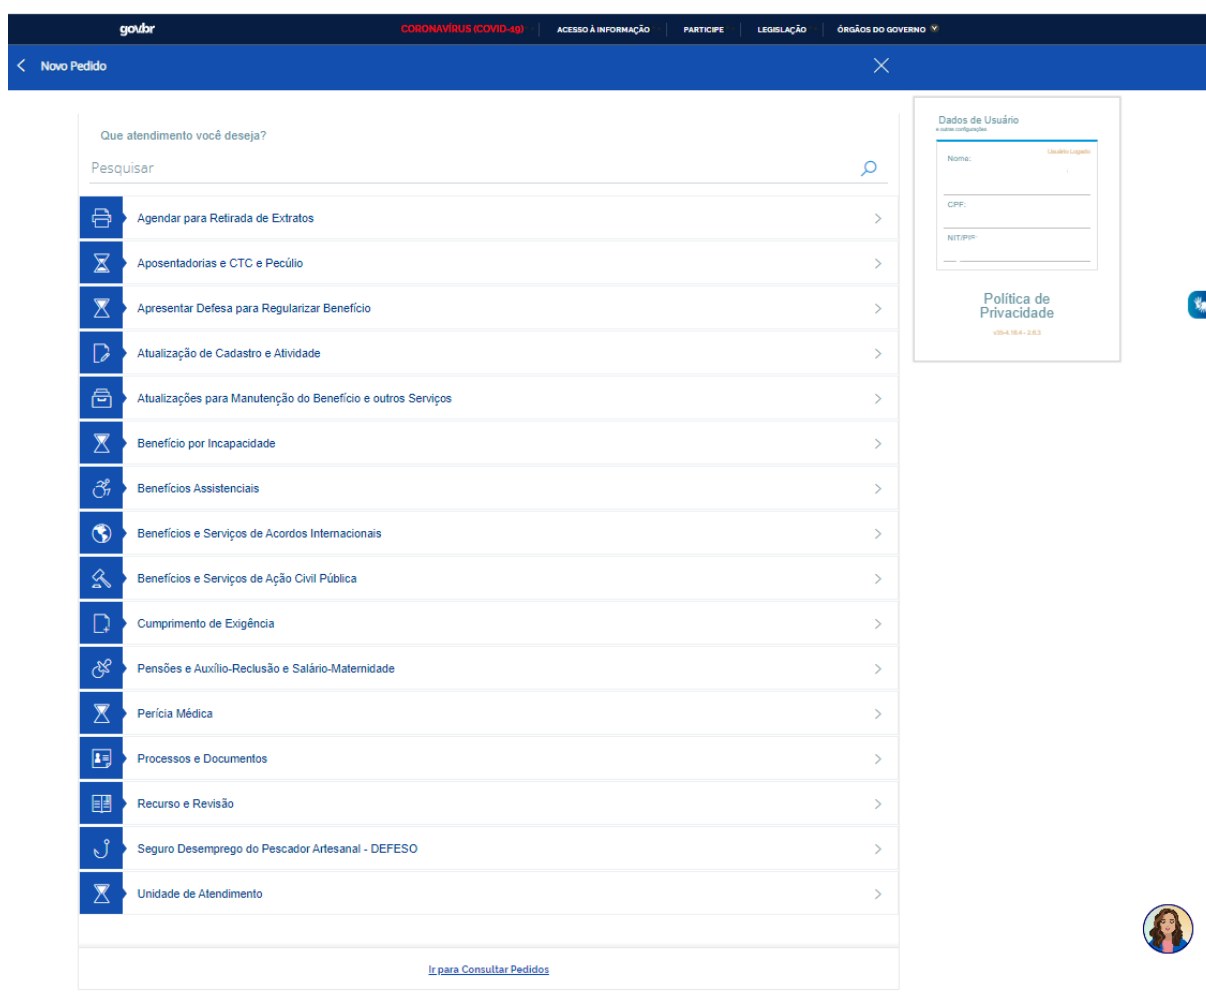 gov.br
CORONAVÍRUS (COVID-19)
ACESSO À INFORMAÇÃO
PARTICIPE
LEGISLAÇÃO
ÓRGÃOS DO GOVERNO
Novo Pedido
Que atendimento você deseja?
Pesquisar
Agendar para Retirada de Extratos
Aposentadorias e CTC e Pecúlio
Apresentar Defesa para Regularizar Benefício
Atualização de Cadastro e Atividade
Atualizações para Manutenção do Benefício e outros Serviços
Benefício por Incapacidade
Benefícios Assistenciais
Benefícios e Serviços de Acordos Internacionais
Benefícios e Serviços de Ação Civil Pública
Cumprimento de Exigência
Pensões e Auxílio-Reclusão e Salário-Maternidade
Perícia Médica
Processos e Documentos
Recurso e Revisão
Seguro Desemprego do Pescador Artesanal - DEFESO
Unidade de Atendimento
Ir para Consultar Pedidos
Dados de Usuário
e outras configurações
Usuário Logado
Nome:
CPF:
NIT/PIS:
Política de
Privacidade